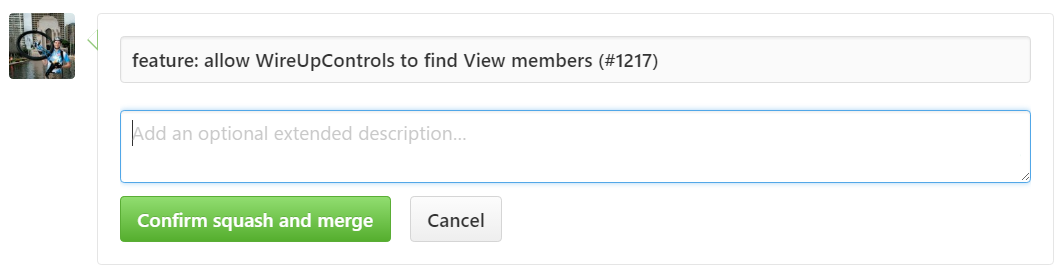 feature: allow WireUpControls to find View members (#1217)
Add an optional extended description...
Confirm squash and merge
Cancel